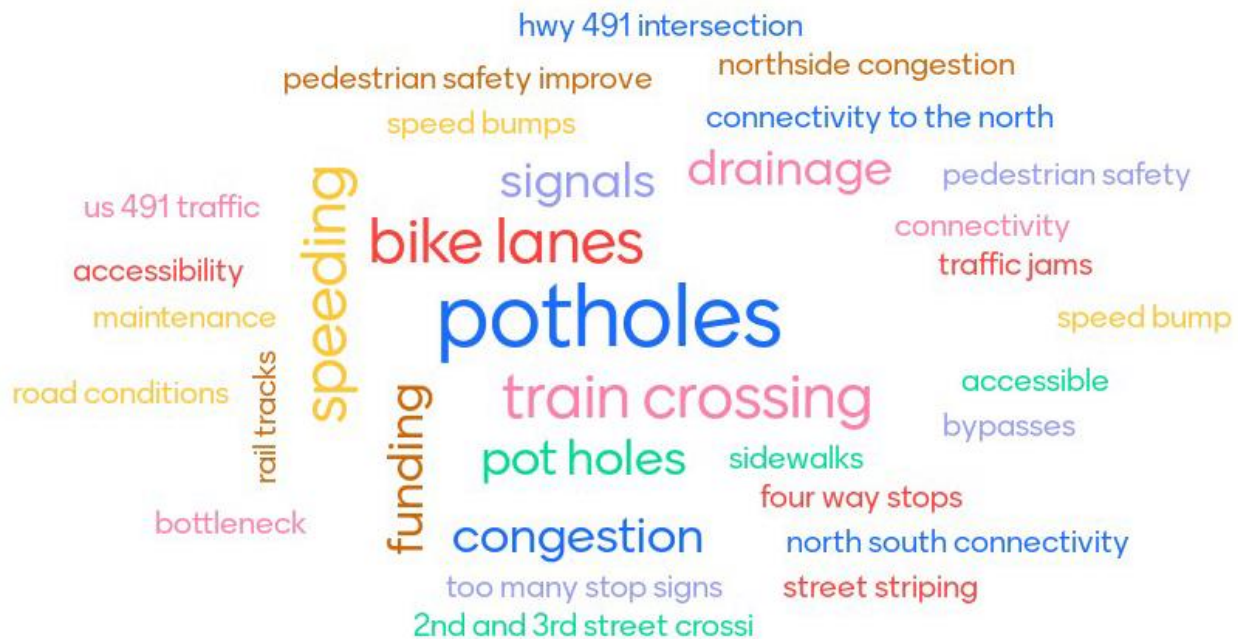 hwy 491 intersection
pedestrian safety improve
northside congestion
speed bumps
connectivity to the north
signals
drainage
pedestrian safety
us 491 traffic
speeding
bike lanes
connectivity
accessibility
traffic jams
maintenance
potholes
speed bump
road conditions
rail tracks
funding
train crossing
accessible
bypasses
pot holes
sidewalks
four way stops
bottleneck
congestion
north south connectivity
too many stop signs
street striping
2nd and 3rd street crossi